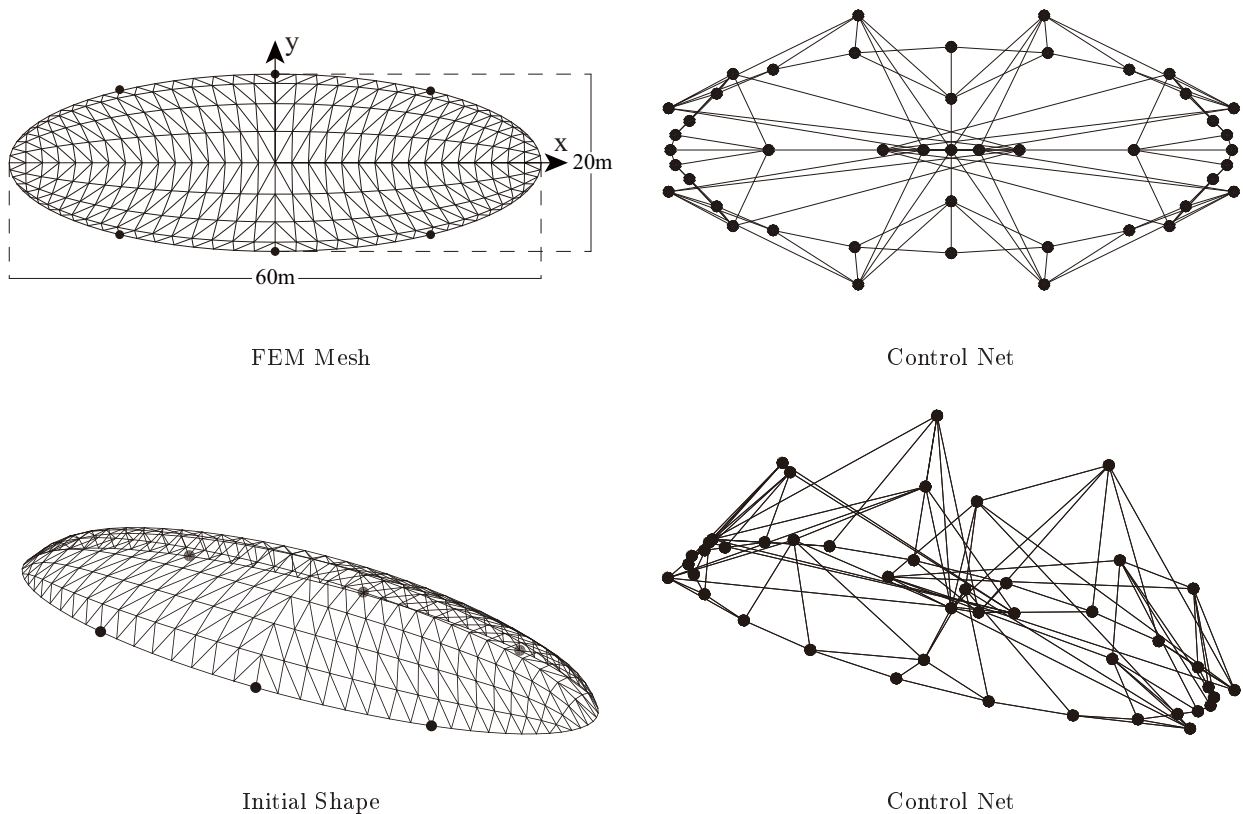 y
x
20m
60m
FEM Mesh
Control Net
Initial Shape
Control Net